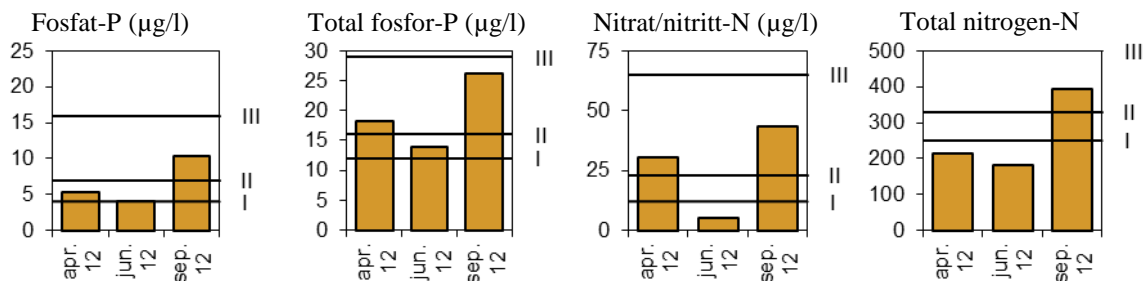 Fosfat-P (µg/l)
25
20
15
10
5
0
III
II
I
apr. 12
jun. 12
sep. 12
Total fosfor-P (µg/l)
30
25
20
15
10
5
0
III
II
I
apr. 12
jun. 12
sep. 12
Nitrat/nitritt-N (µg/l)
75
50
25
0
III
II
I
apr. 12
jun. 12
sep. 12
Total nitrogen-N
500
400
300
200
100
0
III
II
I
apr. 12
jun. 12
sep. 12